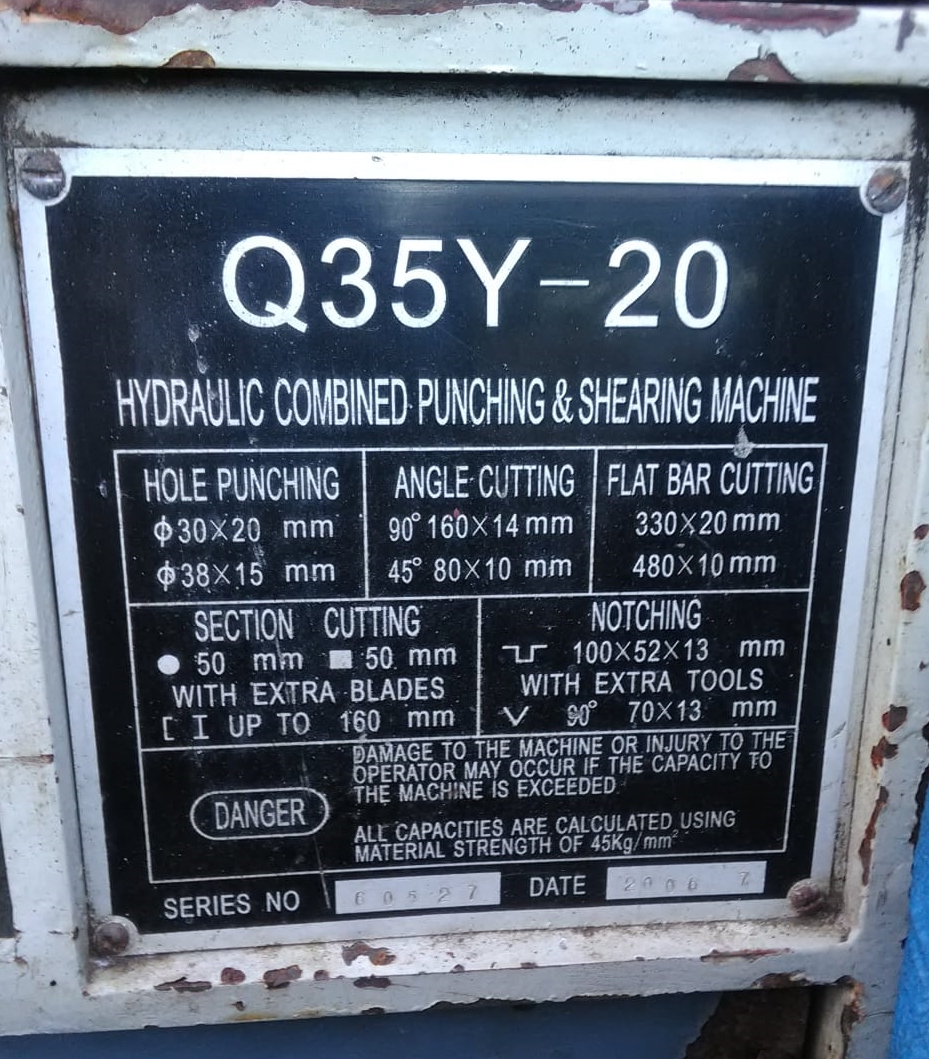 Q35Y-20
HYDRAULIC COMBINED PUNCHING & SHEARING MACHINE
HOLE PUNCHING
ϕ30×20 mm
ϕ38×15 mm
ANGLE CUTTING
90° 160×14 mm
45° 80×10 mm
FLAT BAR CUTTING
330×20 mm
480×10 mm
SECTION CUTTING
● 50 mm ■ 50 mm
WITH EXTRA BLADES
[ I UP TO 160 mm
NOTCHING
100×52×13 mm
WITH EXTRA TOOLS
V 90° 70×13 mm
DANGER
DAMAGE TO THE MACHINE OR INJURY TO THE
OPERATOR MAY OCCUR IF THE CAPACITY TO
THE MACHINE IS EXCEEDED
ALL CAPACITIES ARE CALCULATED USING
MATERIAL STRENGTH OF 45Kg/mm²
SERIES NO 60527 DATE 2006 7